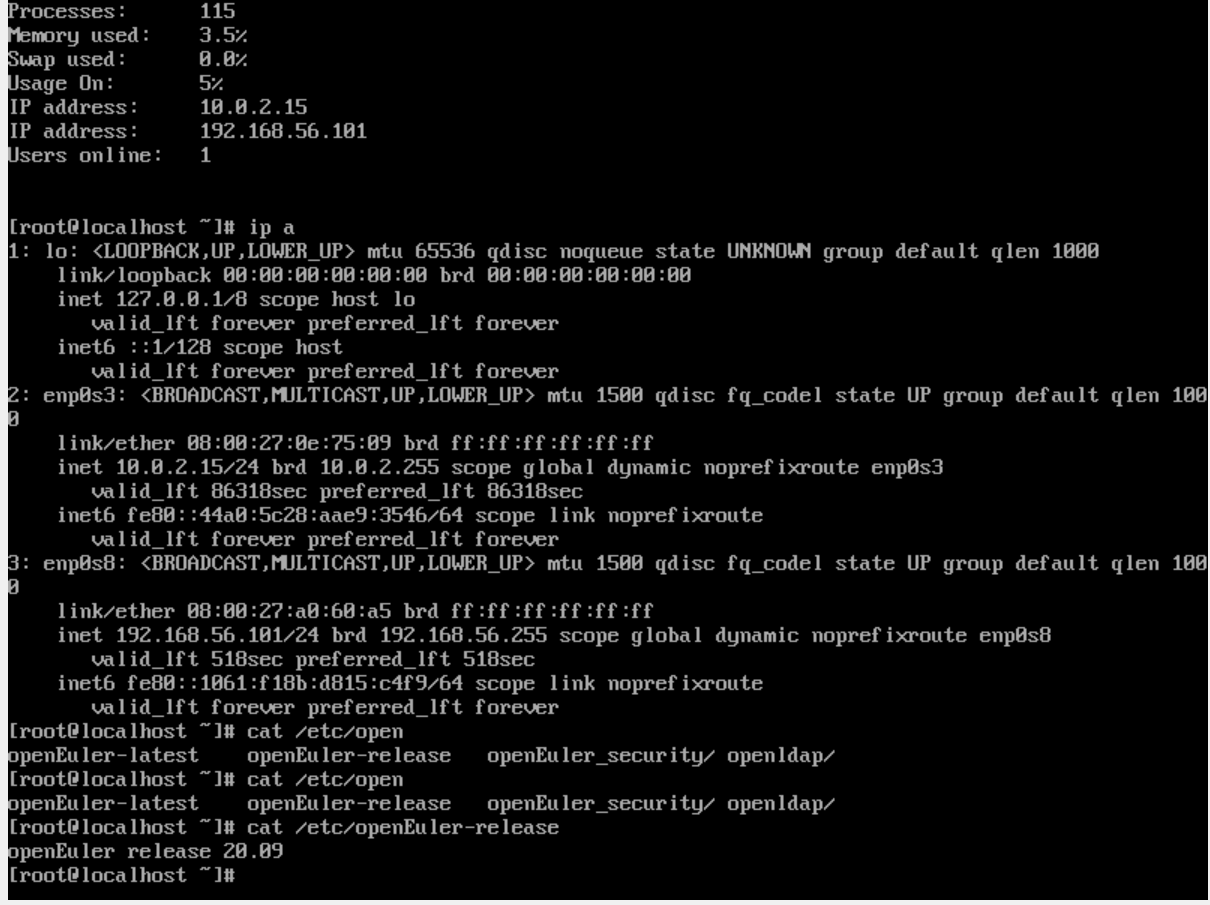 Processes:      115
Memory used:    3.5%
Swap used:      0.0%
Usage On:       5%
IP address:     10.0.2.15
IP address:     192.168.56.101
Users online:   1
[root@localhost ~]# ip a
1: lo: <LOOPBACK,UP,LOWER_UP> mtu 65536 qdisc noqueue state UNKNOWN group default qlen 1000
    link/loopback 00:00:00:00:00:00 brd 00:00:00:00:00:00
    inet 127.0.0.1/8 scope host lo
       valid_lft forever preferred_lft forever
    inet6 ::1/128 scope host
       valid_lft forever preferred_lft forever
2: enp0s3: <BROADCAST,MULTICAST,UP,LOWER_UP> mtu 1500 qdisc fq_codel state UP group default qlen 100
0
    link/ether 08:00:27:0e:75:09 brd ff:ff:ff:ff:ff:ff
    inet 10.0.2.15/24 brd 10.0.2.255 scope global dynamic noprefixroute enp0s3
       valid_lft 86318sec preferred_lft 86318sec
    inet6 fe80::44a0:5c28:aae9:3546/64 scope link noprefixroute
       valid_lft forever preferred_lft forever
3: enp0s8: <BROADCAST,MULTICAST,UP,LOWER_UP> mtu 1500 qdisc fq_codel state UP group default qlen 100
0
    link/ether 08:00:27:a0:60:a5 brd ff:ff:ff:ff:ff:ff
    inet 192.168.56.101/24 brd 192.168.56.255 scope global dynamic noprefixroute enp0s8
       valid_lft 518sec preferred_lft 518sec
    inet6 fe80::1061:f18b:d815:c4f9/64 scope link noprefixroute
       valid_lft forever preferred_lft forever
[root@localhost ~]# cat /etc/open
openEuler-latest    openEuler-release   openEuler_security/ openldap/
[root@localhost ~]# cat /etc/open
openEuler-latest    openEuler-release   openEuler_security/ openldap/
[root@localhost ~]# cat /etc/openEuler-release
openEuler release 20.09
[root@localhost ~]#